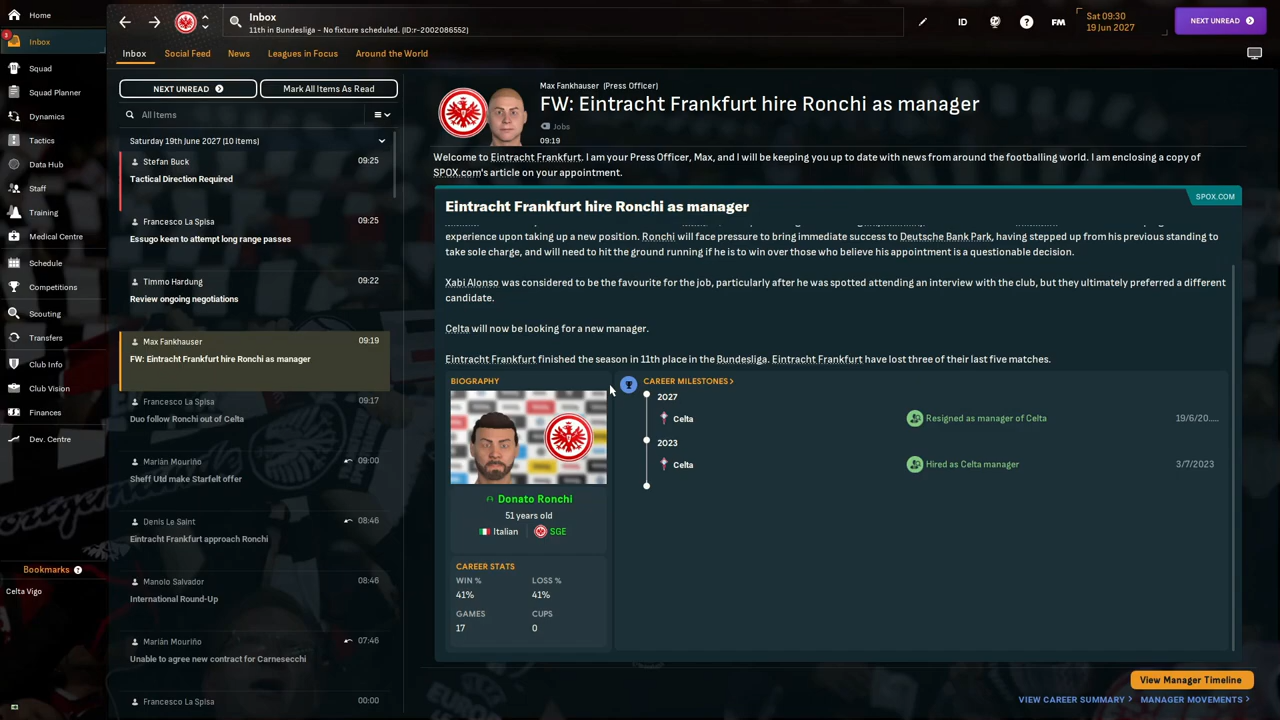 Home
Inbox
11th in Bundesliga - No fixture scheduled. (ID:r-2002086552)
ID
FM
Sat 09:30
19 Jun 2027
NEXT UNREAD
3
Inbox
Squad
Squad Planner
Dynamics
Tactics
Data Hub
Staff
Training
Medical Centre
Schedule
Competitions
Scouting
Transfers
Club Info
Club Vision
Finances
Dev. Centre
Bookmarks ?
Celta Vigo
Inbox
Social Feed
News
Leagues in Focus
Around the World
NEXT UNREAD
Mark All Items As Read
All Items
Saturday 19th June 2027 (10 items)
Stefan Buck 09:25
Tactical Direction Required
Francesco La Spisa 09:25
Essugo keen to attempt long range passes
Timmo Hardung 09:22
Review ongoing negotiations
Max Fankhauser 09:19
FW: Eintracht Frankfurt hire Ronchi as manager
Francesco La Spisa 09:17
Duo follow Ronchi out of Celta
Marián Mouriño 09:00
Sheff Utd make Starfelt offer
Denis Le Saint 08:46
Eintracht Frankfurt approach Ronchi
Manolo Salvador 08:46
International Round-Up
Marián Mouriño 07:46
Unable to agree new contract for Carnesecchi
Francesco La Spisa 00:00
Max Fankhauser (Press Officer)
FW: Eintracht Frankfurt hire Ronchi as manager
Jobs
09:19
Welcome to Eintracht Frankfurt. I am your Press Officer, Max, and I will be keeping you up to date with news from around the footballing world. I am enclosing a copy of
SPOX.com's article on your appointment.
SPOX.COM
Eintracht Frankfurt hire Ronchi as manager
experience upon taking up a new position. Ronchi will face pressure to bring immediate success to Deutsche Bank Park, having stepped up from his previous standing to
take sole charge, and will need to hit the ground running if he is to win over those who believe his appointment is a questionable decision.
Xabi Alonso was considered to be the favourite for the job, particularly after he was spotted attending an interview with the club, but they ultimately preferred a different
candidate.
Celta will now be looking for a new manager.
Eintracht Frankfurt finished the season in 11th place in the Bundesliga. Eintracht Frankfurt have lost three of their last five matches.
BIOGRAPHY
Donato Ronchi
51 years old
Italian
SGE
CAREER STATS
WIN % LOSS %
41% 41%
GAMES CUPS
17 0
CAREER MILESTONES >
2027
Celta Resigned as manager of Celta 19/6/20.…
2023
Celta Hired as Celta manager 3/7/2023
View Manager Timeline
VIEW CAREER SUMMARY >
MANAGER MOVEMENTS >